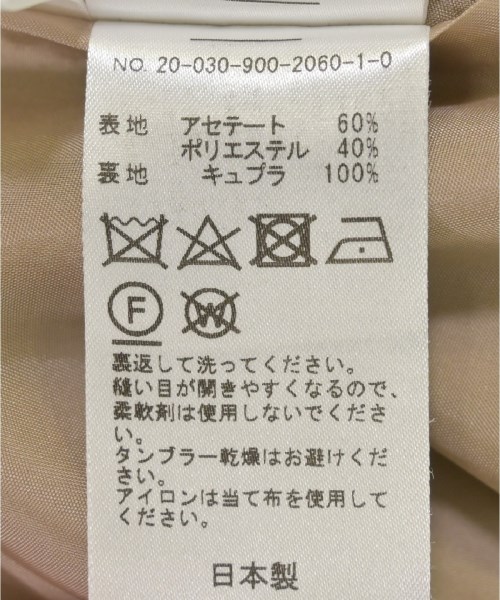 NO. 20-030-900-2060-1-0
表地 アセテート 60%
ポリエステル 40%
裏地 キュプラ 100%
F W
裏返して洗ってください。
縫い目が開きやすくなるので、
柔軟剤は使用しないでくださ
い。
タンブラー乾燥はお避けくだ
さい。
アイロンは当て布を使用して
ください。
日本製